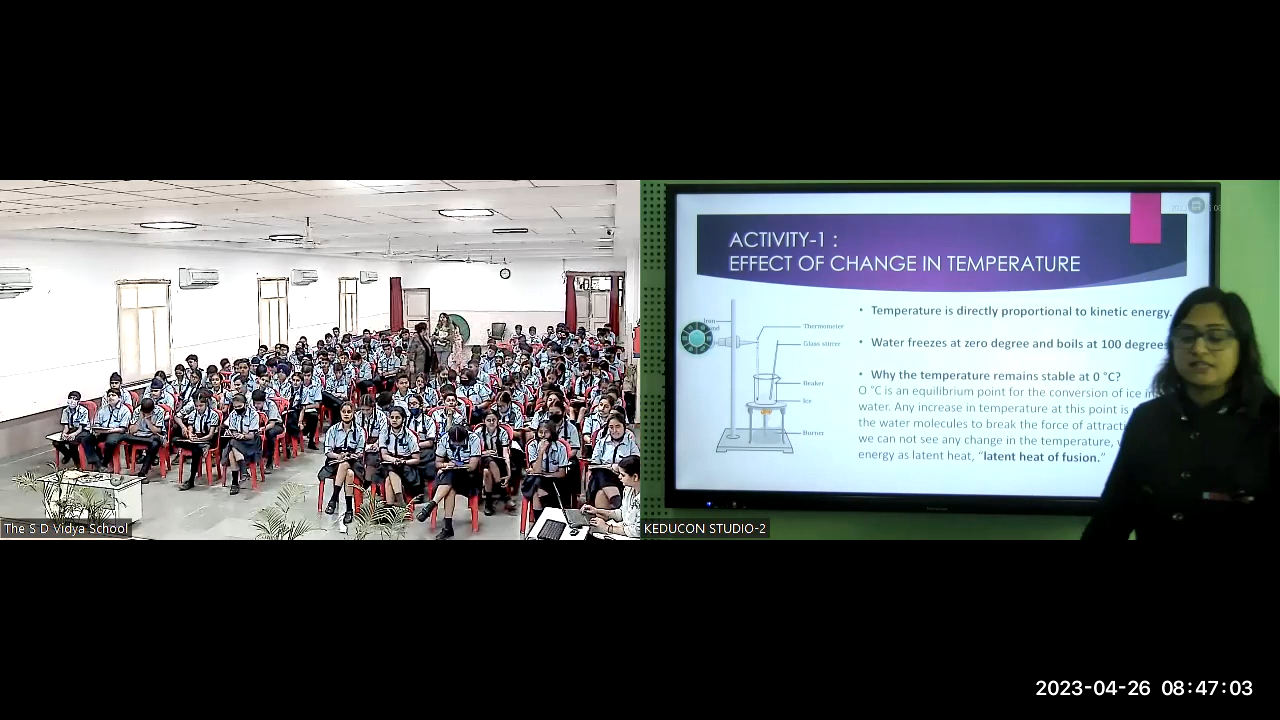 The S D Vidya School
ACTIVITY-1 :
EFFECT OF CHANGE IN TEMPERATURE
• Temperature is directly proportional to kinetic energy.
• Water freezes at zero degree and boils at 100 degrees
• Why the temperature remains stable at 0 °C?
0 °C is an equilibrium point for the conversion of ice
water. Any increase in temperature at this point is
the water molecules to break the force of
we can not see any change in the temperature,
energy as latent heat, "latent heat of fusion."
Iron
Thermometer
Glass stirrer
Beaker
Ice
Burner
KEDUCON STUDIO-2
2023-04-26 08:47:03